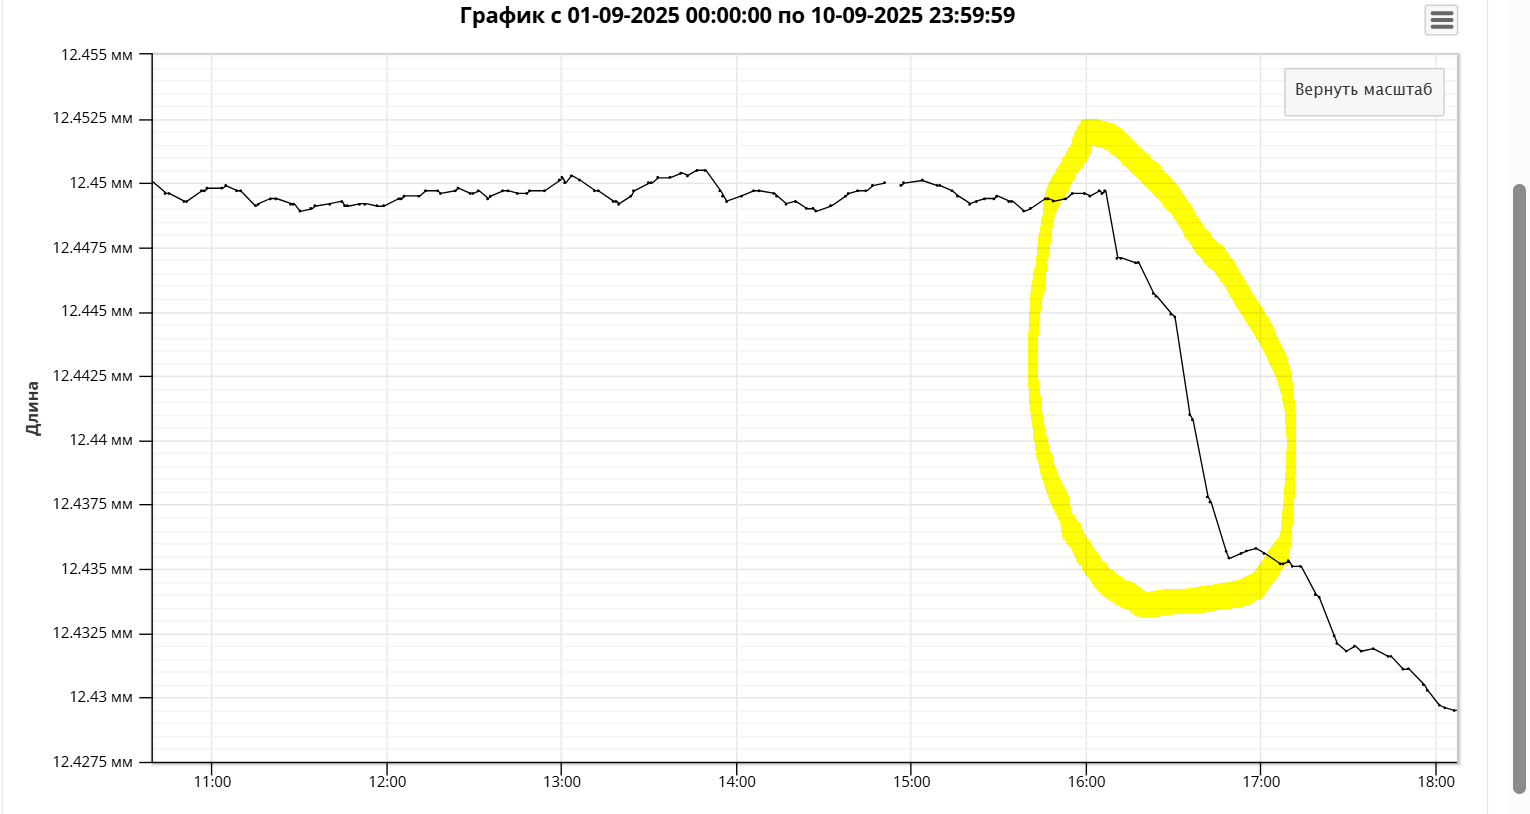 График с 01-09-2025 00:00:00 по 10-09-2025 23:59:59
Вернуть масштаб
12.455 мм
12.4525 мм
12.45 мм
12.4475 мм
12.445 мм
12.4425 мм
12.44 мм
12.4375 мм
12.435 мм
12.4325 мм
12.43 мм
12.4275 мм
Длина
11:00 12:00 13:00 14:00 15:00 16:00 17:00 18:00